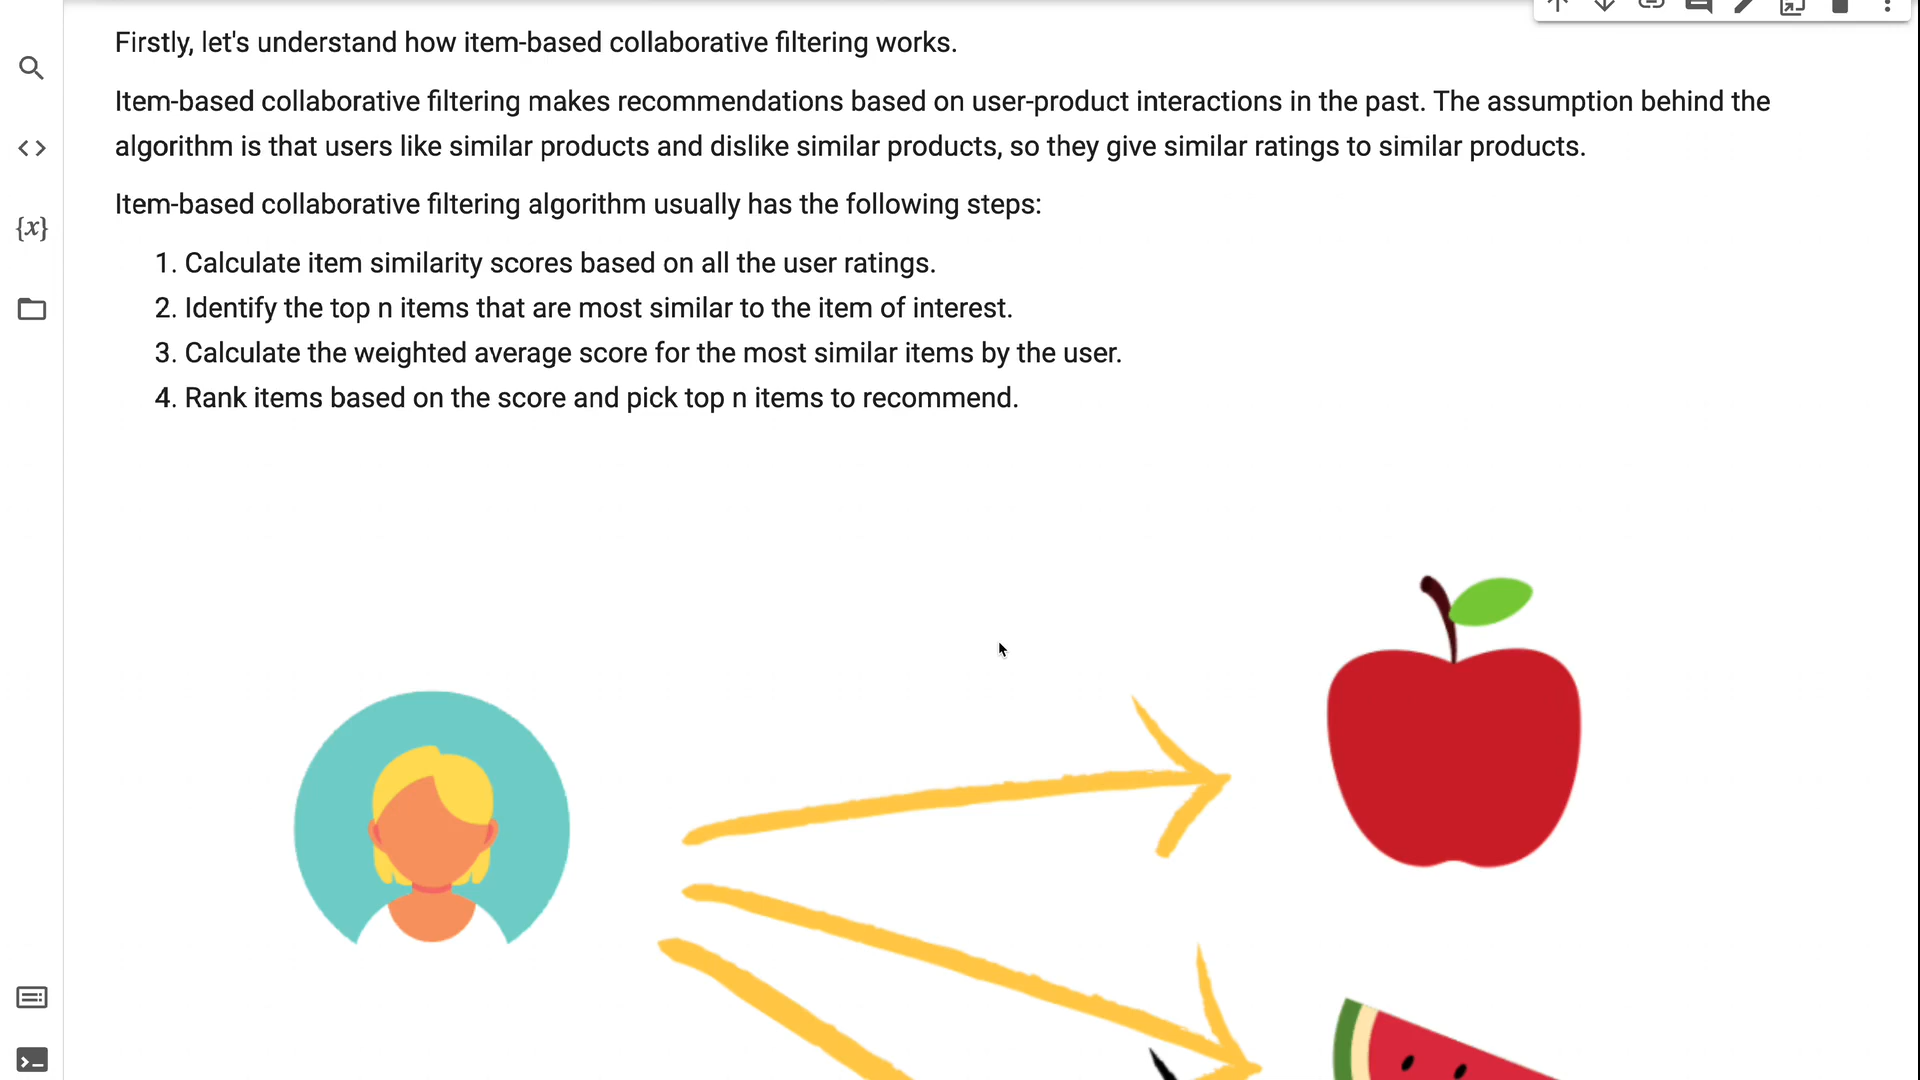 Firstly, let's understand how item-based collaborative filtering works.
Item-based collaborative filtering makes recommendations based on user-product interactions in the past. The assumption behind the
algorithm is that users like similar products and dislike similar products, so they give similar ratings to similar products.
Item-based collaborative filtering algorithm usually has the following steps:
1. Calculate item similarity scores based on all the user ratings.
2. Identify the top n items that are most similar to the item of interest.
3. Calculate the weighted average score for the most similar items by the user.
4. Rank items based on the score and pick top n items to recommend.
{x}